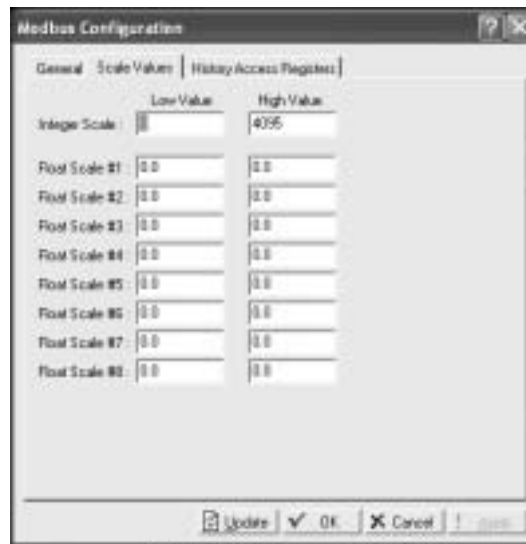 Modbus Configuration
General Scale Values History Access Registers
Low Value High Value
Integer Scale : 4095
Float Scale #1 : 0.0 0.0
Float Scale #2 : 0.0 0.0
Float Scale #3 : 0.0 0.0
Float Scale #4 : 0.0 0.0
Float Scale #5 : 0.0 0.0
Float Scale #6 : 0.0 0.0
Float Scale #7 : 0.0 0.0
Float Scale #8 : 0.0 0.0
Update OK Cancel